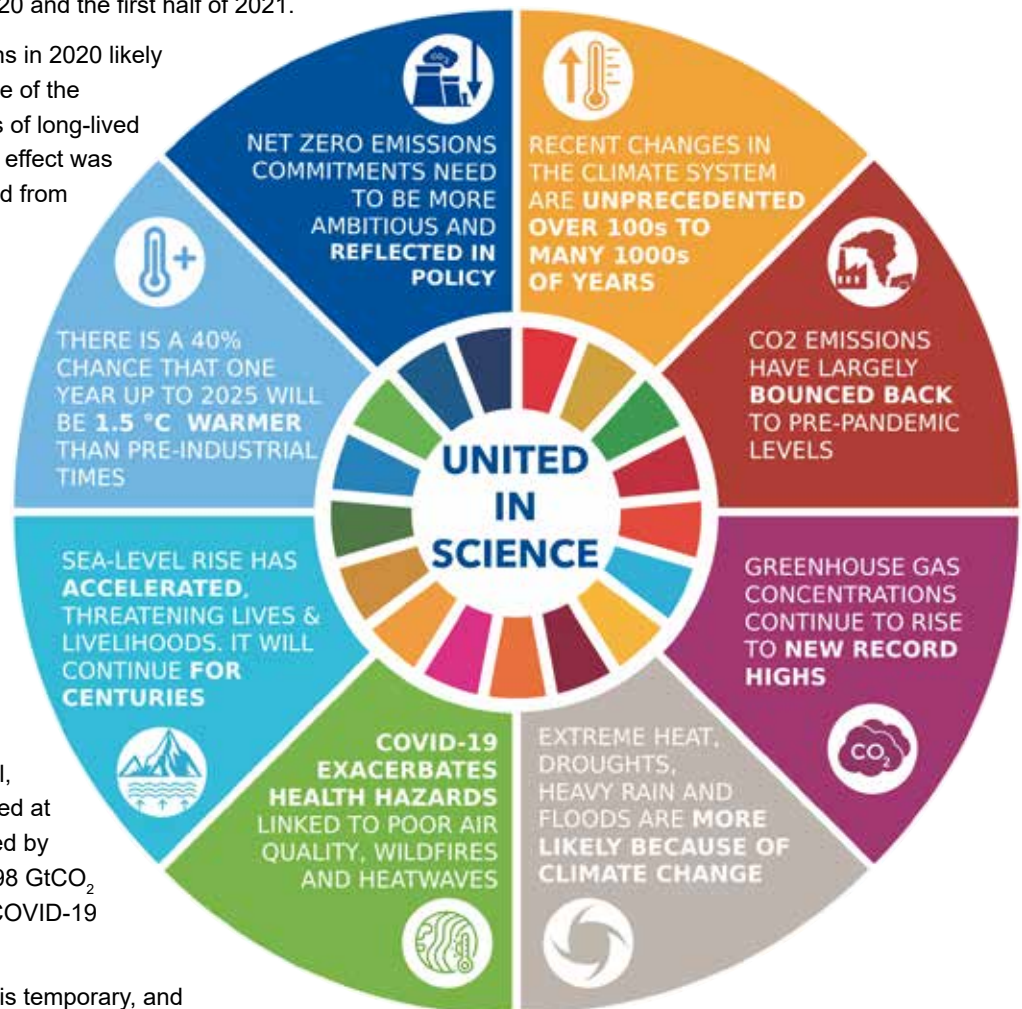 20 and the first half of 2021.
ns in 2020 likely
e of the
s of long-lived
effect was
d from
NET ZERO EMISSIONS
COMMITMENTS NEED
TO BE MORE
AMBITIOUS AND
REFLECTED IN
POLICY
RECENT CHANGES IN
THE CLIMATE SYSTEM
ARE UNPRECEDENTED
OVER 100s TO
MANY 1000s
OF YEARS
CO2 EMISSIONS
HAVE LARGELY
BOUNCED BACK
TO PRE-PANDEMIC
LEVELS
GREENHOUSE GAS
CONCENTRATIONS
CONTINUE TO RISE
TO NEW RECORD
HIGHS
CO₂
EXTREME HEAT,
DROUGHTS,
HEAVY RAIN AND
FLOODS ARE MORE
LIKELY BECAUSE OF
CLIMATE CHANGE
COVID-19
EXACERBATES
HEALTH HAZARDS
LINKED TO POOR AIR
QUALITY, WILDFIRES
AND HEATWAVES
SEA-LEVEL RISE HAS
ACCELERATED,
THREATENING LIVES &
LIVELIHOODS. IT WILL
CONTINUE FOR
CENTURIES
THERE IS A 40%
CHANCE THAT ONE
YEAR UP TO 2025 WILL
BE 1.5 °C WARMER
THAN PRE-INDUSTRIAL
TIMES
CO₂
UNITED
IN
SCIENCE
l,
ed at
ed by
98 GtCO₂
COVID-19
is temporary, and